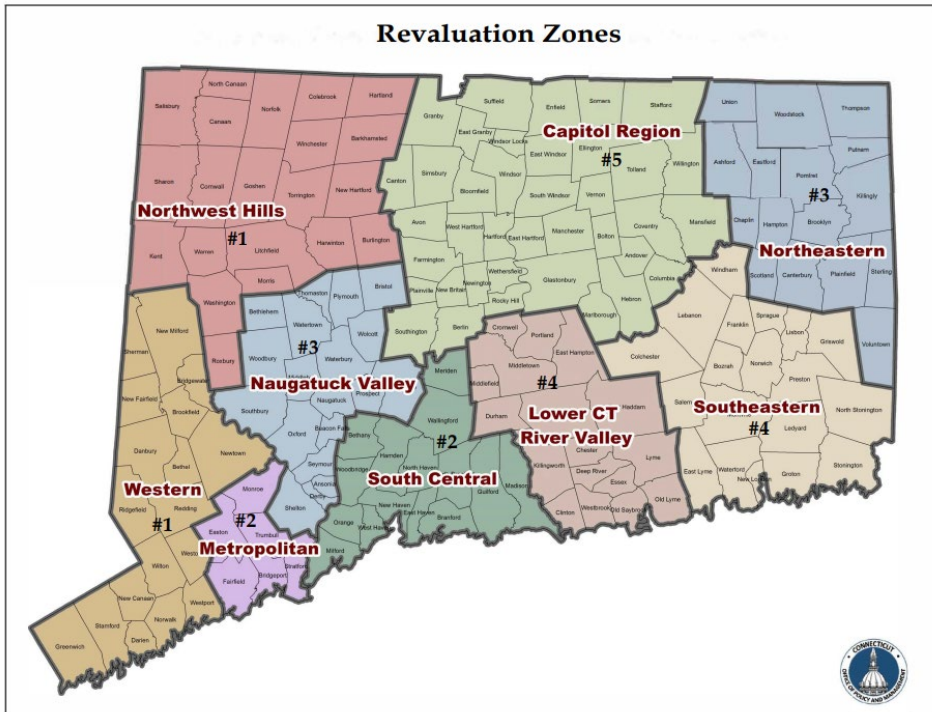 Revaluation Zones
North Canaan
Colebrook
Hartland
Salisbury
Canaan
Norfolk
Winchester
Barkhamsted
Sharon
Cornwall
Goshen
Torrington
New Hartford
Northwest Hills
#1
Kent
Warren
Litchfield
Harwinton
Burlington
Morris
Washington
Roxbury
Granby
Suffield
Enfield
Somers
Stafford
East Granby
Windsor Locks
Capitol Region
#5
East Windsor
Ellington
Willington
Canton
Simsbury
Windsor
Tolland
Bloomfield
South Windsor
Vernon
Avon
West Hartford
Hartford
East Hartford
Manchester
Bolton
Coventry
Mansfield
Farmington
Wethersfield
Andover
Plainville
New Britain
Newington
Glastonbury
Columbia
Rocky Hill
Hebron
Southington
Berlin
Marlborough
Union
Woodstock
Thompson
Putnam
Ashford
Eastford
Pomfret
#3
Killingly
Chaplin
Hampton
Brooklyn
Northeastern
Scotland
Canterbury
Plainfield
Sterling
Voluntown
Bethlehem
Thomaston
Plymouth
Bristol
Watertown
Wolcott
Woodbury
#3
Waterbury
Naugatuck Valley
Southbury
Naugatuck
Prospect
Oxford
Beacon Falls
Seymour
Ansonia
Derby
Shelton
Sherman
New Milford
New Fairfield
Bridgewater
Brookfield
Danbury
Bethel
Newtown
Western
Ridgefield
#1
Redding
Wilton
New Canaan
Westport
Stamford
Norwalk
Greenwich
Darien
Monroe
#2
Easton
Trumbull
Metropolitan
Stratford
Fairfield
Bridgeport
Meriden
Wallingford
Bethany
Hamden
#2
Woodbridge
North Haven
South Central
Guilford
Madison
New Haven
East Haven
Branford
Orange
West Haven
Milford
Cromwell
Portland
East Hampton
Middletown
Middlefield
#4
Haddam
Durham
Lower CT
River Valley
Killingworth
Chester
Lyme
Deep River
Essex
Clinton
Westbrook
Old Saybrook
Old Lyme
Windham
Lebanon
Sprague
Franklin
Lisbon
Griswold
Colchester
Bozrah
Norwich
Preston
Salem
Southeastern
North Stonington
#4
Ledyard
East Lyme
Waterford
New London
Groton
Stonington
CONNECTICUT
OFFICE OF POLICY AND MANAGEMENT